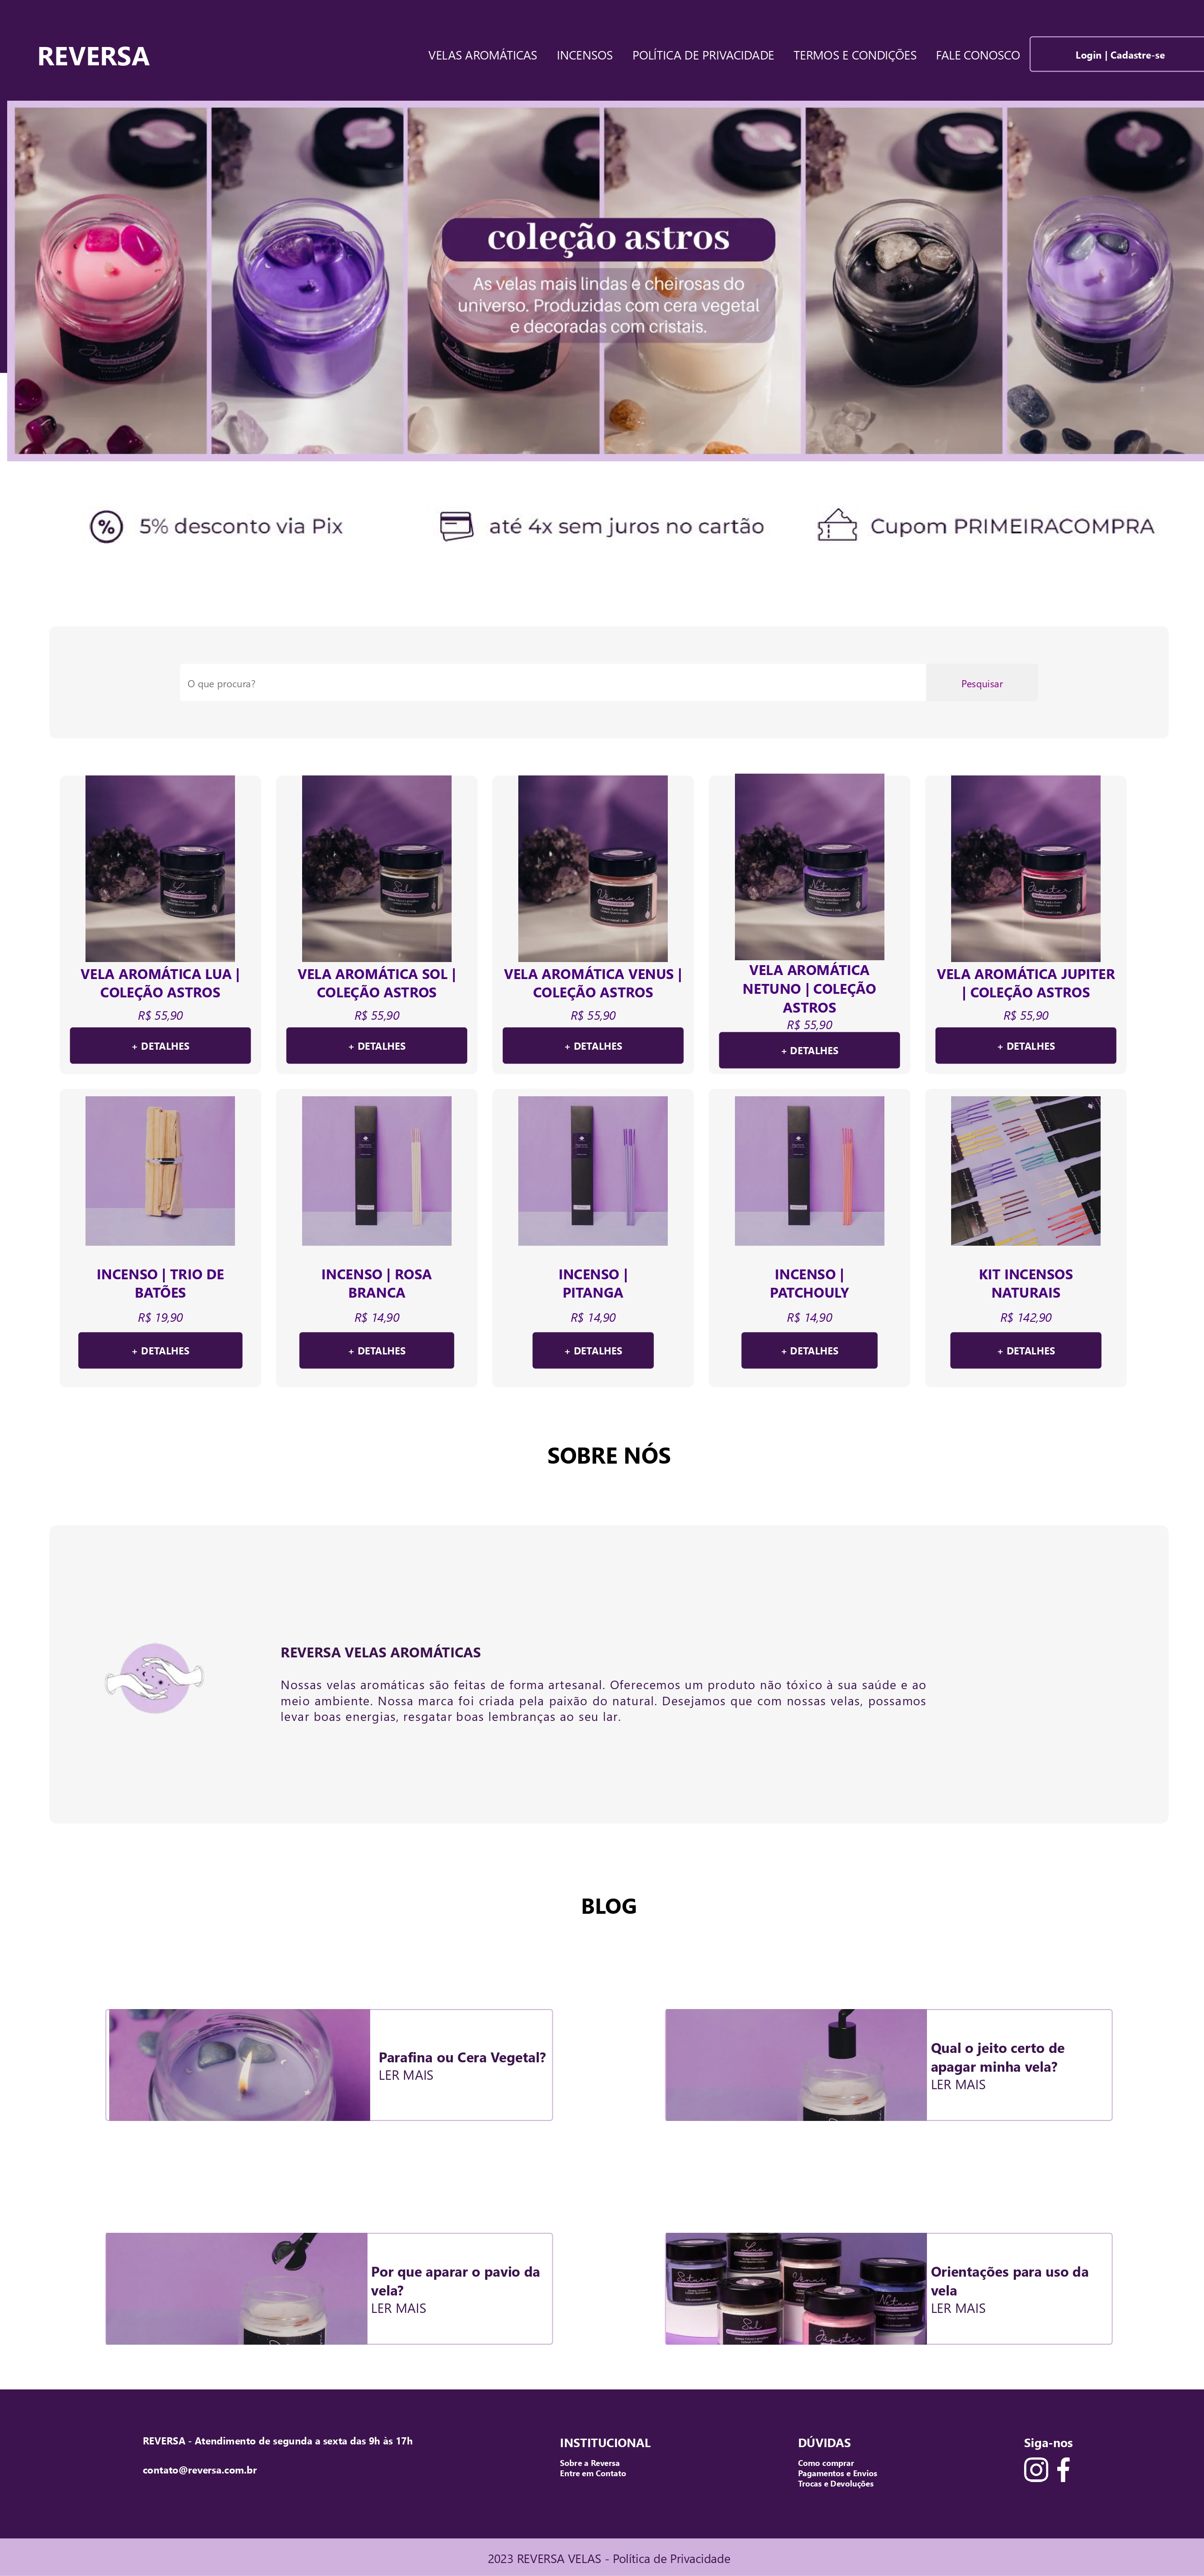 REVERSA
VELAS AROMÁTICAS INCENSOS POLÍTICA DE PRIVACIDADE TERMOS E CONDIÇÕES FALE CONOSCO Login | Cadastre-se
coleção astros
As velas mais lindas e cheirosas do
universo. Produzidas com cera vegetal
e decoradas com cristais.
5% desconto via Pix
até 4x sem juros no cartão
Cupom PRIMEIRACOMPRA
O que procura?
Pesquisar
Lua
Sol
Vênus
Netuno
Júpiter
VELA AROMÁTICA LUA |
COLEÇÃO ASTROS
R$ 55,90
+ DETALHES
VELA AROMÁTICA SOL |
COLEÇÃO ASTROS
R$ 55,90
+ DETALHES
VELA AROMÁTICA VENUS |
COLEÇÃO ASTROS
R$ 55,90
+ DETALHES
VELA AROMÁTICA
NETUNO | COLEÇÃO
ASTROS
R$ 55,90
+ DETALHES
VELA AROMÁTICA JUPITER
| COLEÇÃO ASTROS
R$ 55,90
+ DETALHES
INCENSO | TRIO DE
BATÕES
R$ 19,90
+ DETALHES
INCENSO | ROSA
BRANCA
R$ 14,90
+ DETALHES
INCENSO |
PITANGA
R$ 14,90
+ DETALHES
INCENSO |
PATCHOULY
R$ 14,90
+ DETALHES
KIT INCENSOS
NATURAIS
R$ 142,90
+ DETALHES
SOBRE NÓS
REVERSA VELAS AROMÁTICAS
Nossas velas aromáticas são feitas de forma artesanal. Oferecemos um produto não tóxico à sua saúde e ao
meio ambiente. Nossa marca foi criada pela paixão do natural. Desejamos que com nossas velas, possamos
levar boas energias, resgatar boas lembranças ao seu lar.
BLOG
Parafina ou Cera Vegetal?
LER MAIS
Qual o jeito certo de
apagar minha vela?
LER MAIS
Por que aparar o pavio da
vela?
LER MAIS
Saturno
Lua
Vênus
Netuno
Sol
Júpiter
Orientações para uso da
vela
LER MAIS
REVERSA - Atendimento de segunda a sexta das 9h às 17h
contato@reversa.com.br
INSTITUCIONAL
Sobre a Reversa
Entre em Contato
DÚVIDAS
Como comprar
Pagamentos e Envios
Trocas e Devoluções
Siga-nos
2023 REVERSA VELAS - Política de Privacidade